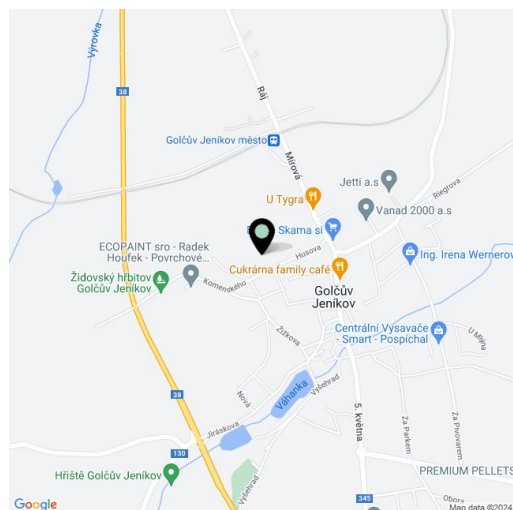 Výrovka
38
Ráj
Golčův Jeníkov město
Mírová
Jetti a.s
Riegrova
U Tygra
Vanad 2000 a.s
Skama si
ECOPAINT sro - Radek
Houfek - Povrchové...
Husova
Ing. Irena Wernerov
Cukrárna family café
Židovský hřbitov
Golčův Jeníkov
Komenského
Golčův
Jeníkov
Žižkova
Centrální Vysavače
- Smart - Pospíchal
U Mlýna
Nová
Váhanka
Vyšehrad
38
5. května
Jiráskova
Za Parkem
Za Pivovarem
130
Hřiště Golčův Jeníkov
Vyšehrad
PREMIUM PELLETS
345
Obora
Google
Map data ©2024